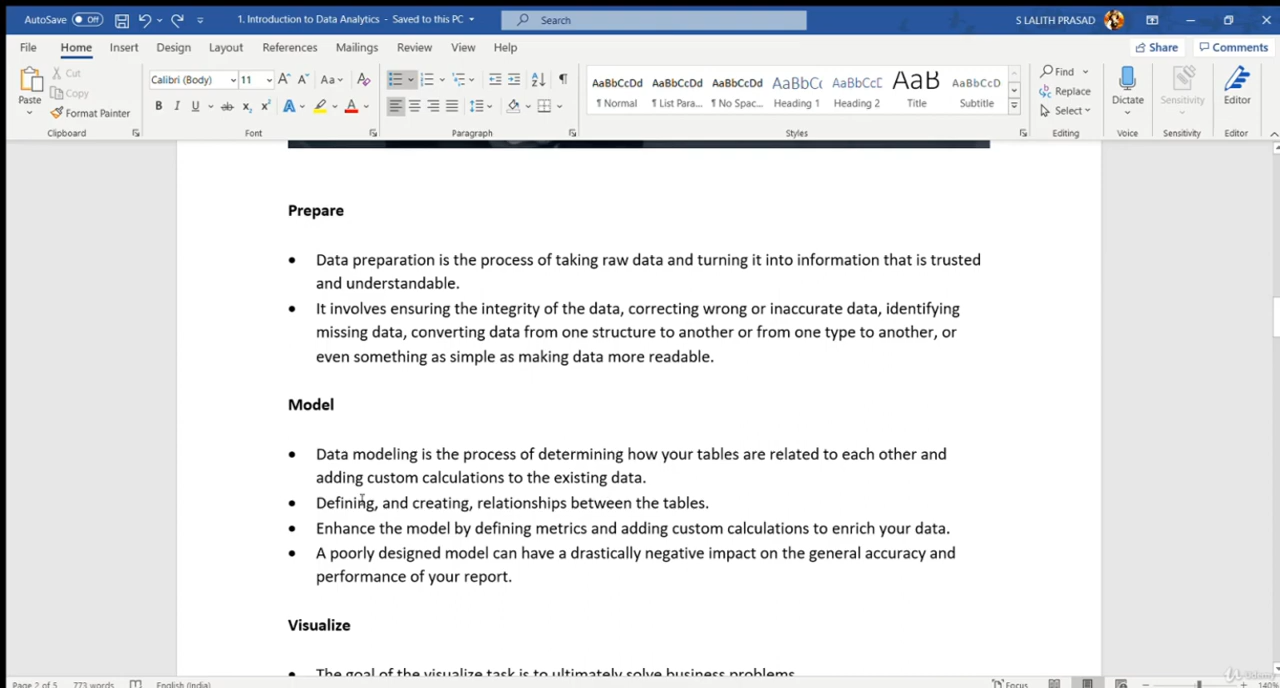 AutoSave Off 1. Introduction to Data Analytics - Saved to this PC Search S LALITH PRASAD
File Home Insert Design Layout References Mailings Review View Help Share Comments
Paste Cut Copy Format Painter
Calibri (Body) 11
AaBbCcDd AaBbCcDd AaBbCcDd AaBbCc AaBbCcC AaB AaBbCcD
¶ Normal ¶ List Para... ¶ No Spac... Heading 1 Heading 2 Title Subtitle
Find Replace Select Dictate Sensitivity Editor
Clipboard Font Paragraph Styles Editing Voice Sensitivity Editor
Prepare
• Data preparation is the process of taking raw data and turning it into information that is trusted
and understandable.
• It involves ensuring the integrity of the data, correcting wrong or inaccurate data, identifying
missing data, converting data from one structure to another or from one type to another, or
even something as simple as making data more readable.
Model
• Data modeling is the process of determining how your tables are related to each other and
adding custom calculations to the existing data.
• Defining, and creating, relationships between the tables.
• Enhance the model by defining metrics and adding custom calculations to enrich your data.
• A poorly designed model can have a drastically negative impact on the general accuracy and
performance of your report.
Visualize
• The goal of the visualize task is to ultimately solve business problems.
Page 2 of 5 773 words English (India) Focus 140%
Udemy